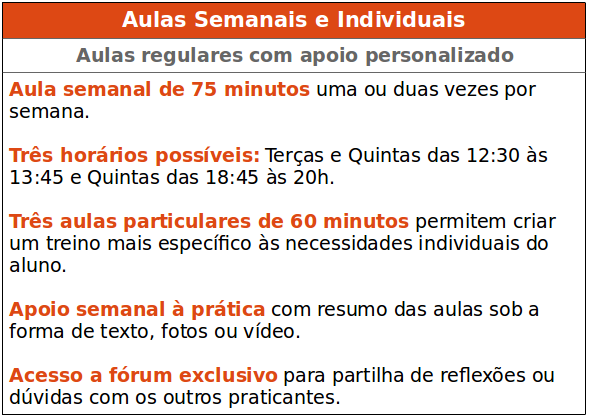 Aulas Semanais e Individuais
Aulas regulares com apoio personalizado
Aula semanal de 75 minutos uma ou duas vezes por
semana.
Três horários possíveis: Terças e Quintas das 12:30 às
13:45 e Quintas das 18:45 às 20h.
Três aulas particulares de 60 minutos permitem criar
um treino mais específico às necessidades individuais do
aluno.
Apoio semanal à prática com resumo das aulas sob a
forma de texto, fotos ou vídeo.
Acesso a fórum exclusivo para partilha de reflexões ou
dúvidas com os outros praticantes.